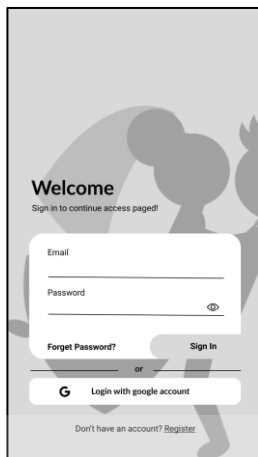 Welcome
Sign in to continue access paged!
Email
Password
Forget Password?
Sign In
or
G Login with google account
Don't have an account? Register